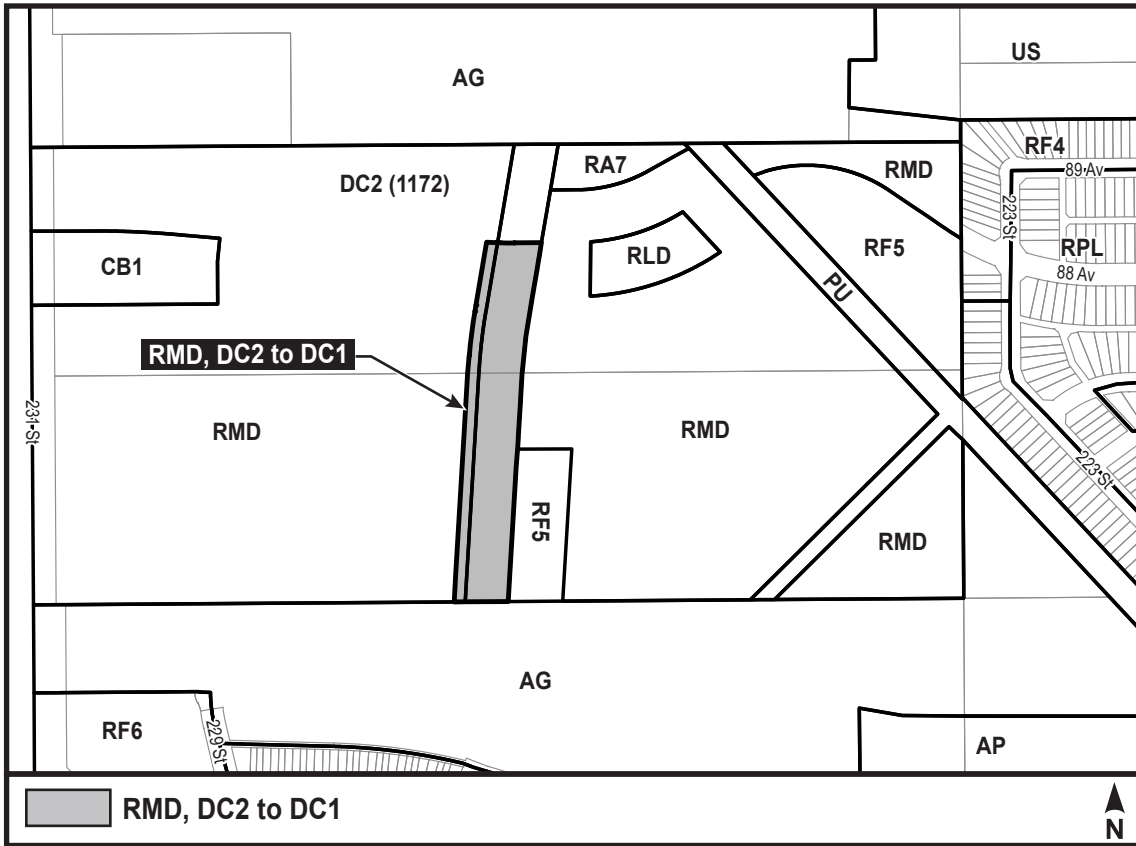 US
AG
RF4
89 Av
RA7
RMD
DC2 (1172)
223 St
RPL
RF5
RLD
CB1
88 Av
PU
RMD, DC2 to DC1
231 St
RMD
RMD
223 St
RF5
RMD
AG
RF6
229 St
AP
RMD, DC2 to DC1
N